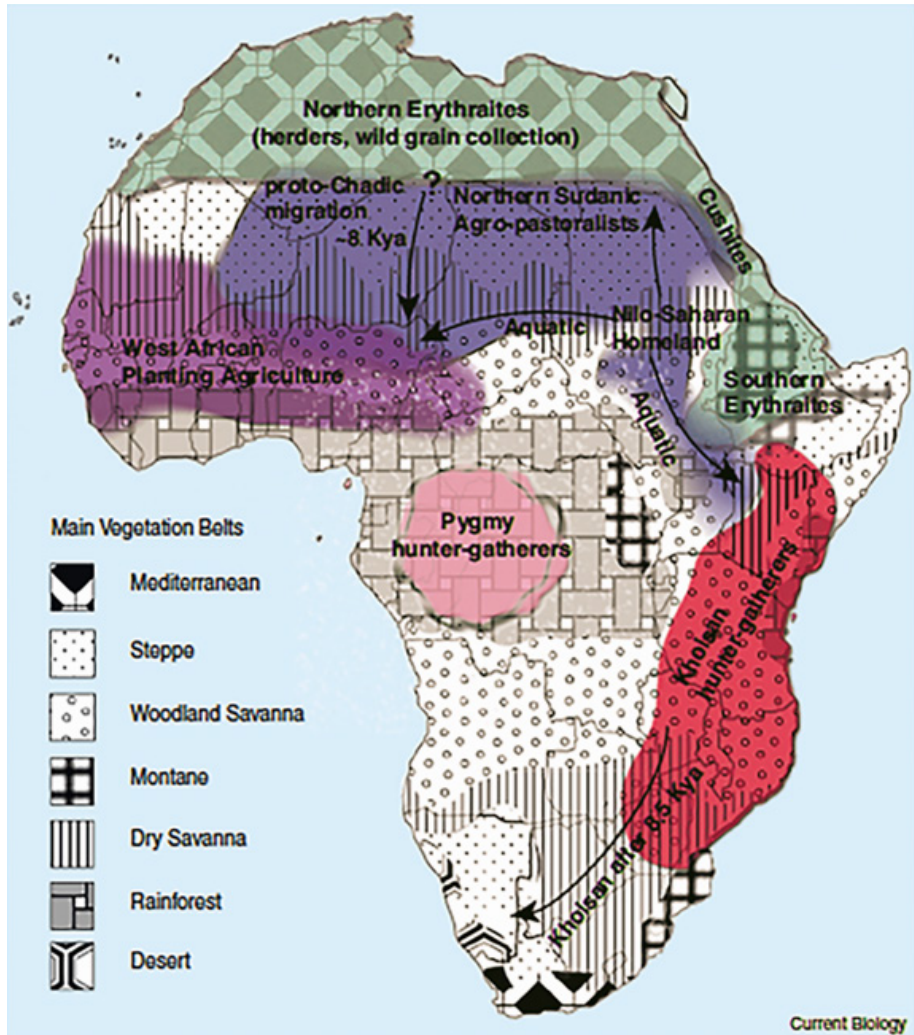 Northern Erythraites
(herders, wild grain collection)
proto-Chadic
migration
?
~8 Kya
Northern Sudanic
Agro-pastoralists
Cushites
Aquatic
Nilo-Saharan
Homeland
West African
Planting Agriculture
Southern
Erythraites
Aquatic
Pygmy
hunter-gatherers
Khoisan
hunter-gatherers
Khoisan after 8.5 Kya
Main Vegetation Belts
Mediterranean
Steppe
Woodland Savanna
Montane
Dry Savanna
Rainforest
Desert
Current Biology